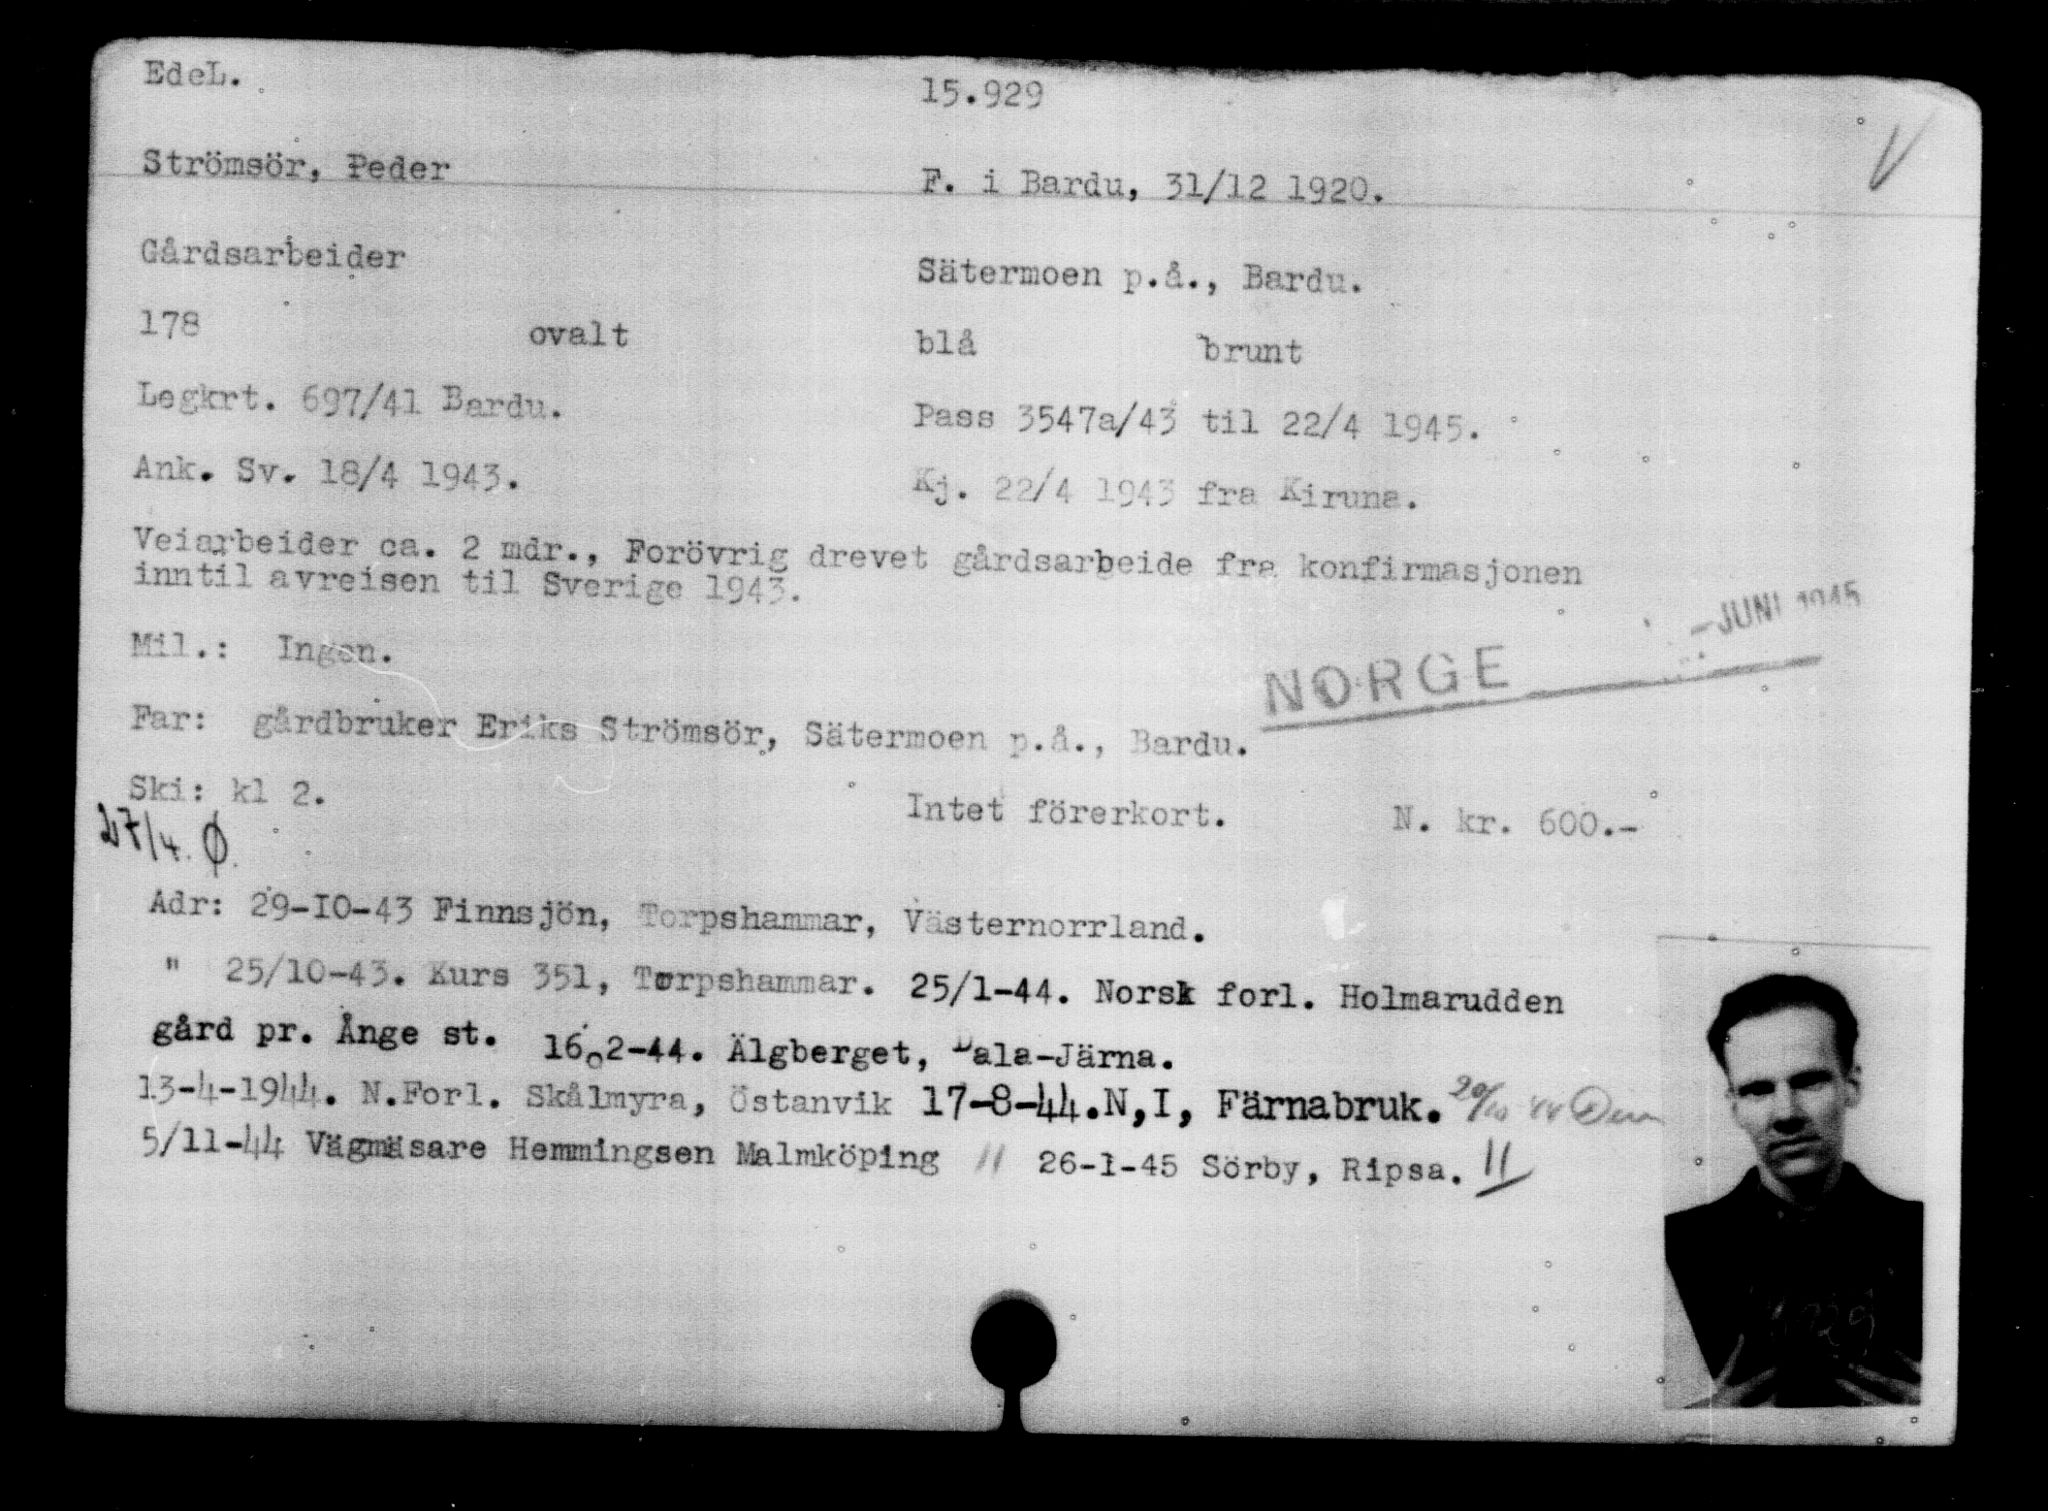 EdeL. 15.929
Strömsör, Peder F. i Bardu, 31/12 1920.
Gårdsarbeider Sätermoen p.å., Bardu.
178 ovalt blå brunt
Legkrt. 697/41 Bardu. Pass 3547a/43 til 22/4 1945.
Ank. Sv. 18/4 1943. Kj. 22/4 1943 fra Kiruna.
Veiarbeider ca. 2 mdr., Forövrig drevet gårdsarbeide fra konfirmasjonen
inntil avreisen til Sverige 1943.
-JUNI 1945
Mil.: Ingen.
NORGE
Far: gårdbruker Eriks Strömsör, Sätermoen p.å., Bardu.
Ski: kl 2. Intet förerkort. N. kr. 600.-
27/4. Ø.
Adr: 29-IO-43 Finnsjön, Torpshammar, Västernorrland.
" 25/10-43. Kurs 351, Torpshammar. 25/1-44. Norsk forl. Holmarudden
gård pr. Ånge st. 16.2-44. Älgberget, Dala-Järna.
13-4-1944. N.Forl. Skålmyra, Östanvik 17-8-44.N,I, Färnabruk. 20/10 44
5/11-44 Vägmäsare Hemmingsen Malmköping 11 26-1-45 Sörby, Ripsa. 11